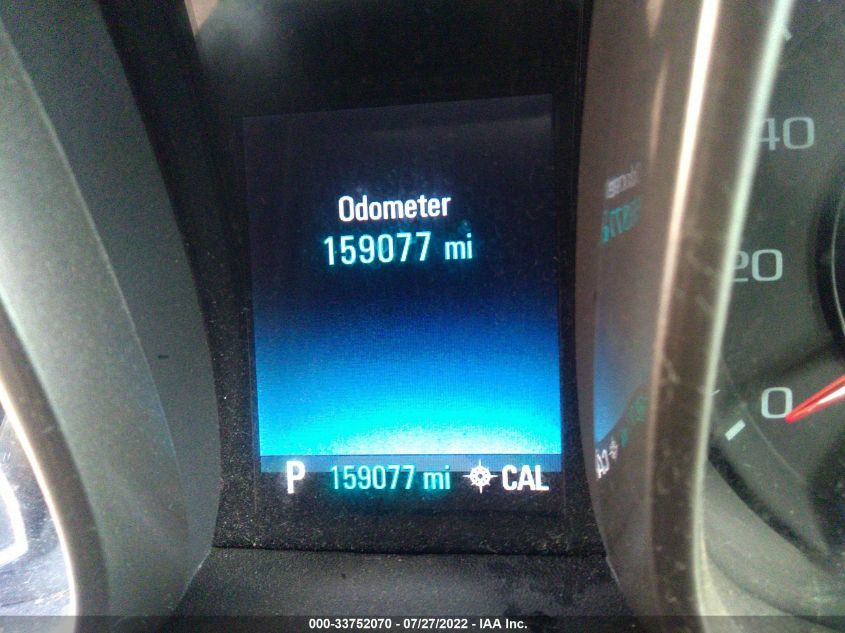 Odometer
159077 mi
P 159077 mi CAL
40
20
0
000-33752070 - 07/27/2022 - IAA Inc.